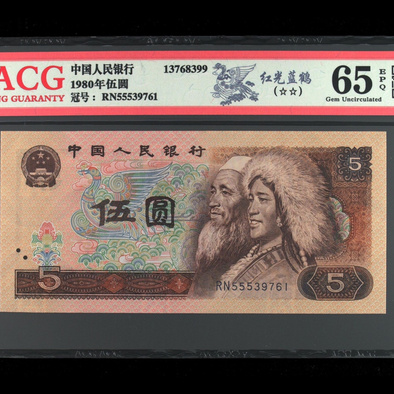 ACG
NG GUARANTY
中国人民银行
1980年伍圆
冠号: RN55539761
13768399
红光蓝鹤
(☆☆)
65
EPQ
Gem Uncirculated
中国人民银行
5
伍圆
5
RN55539761
5